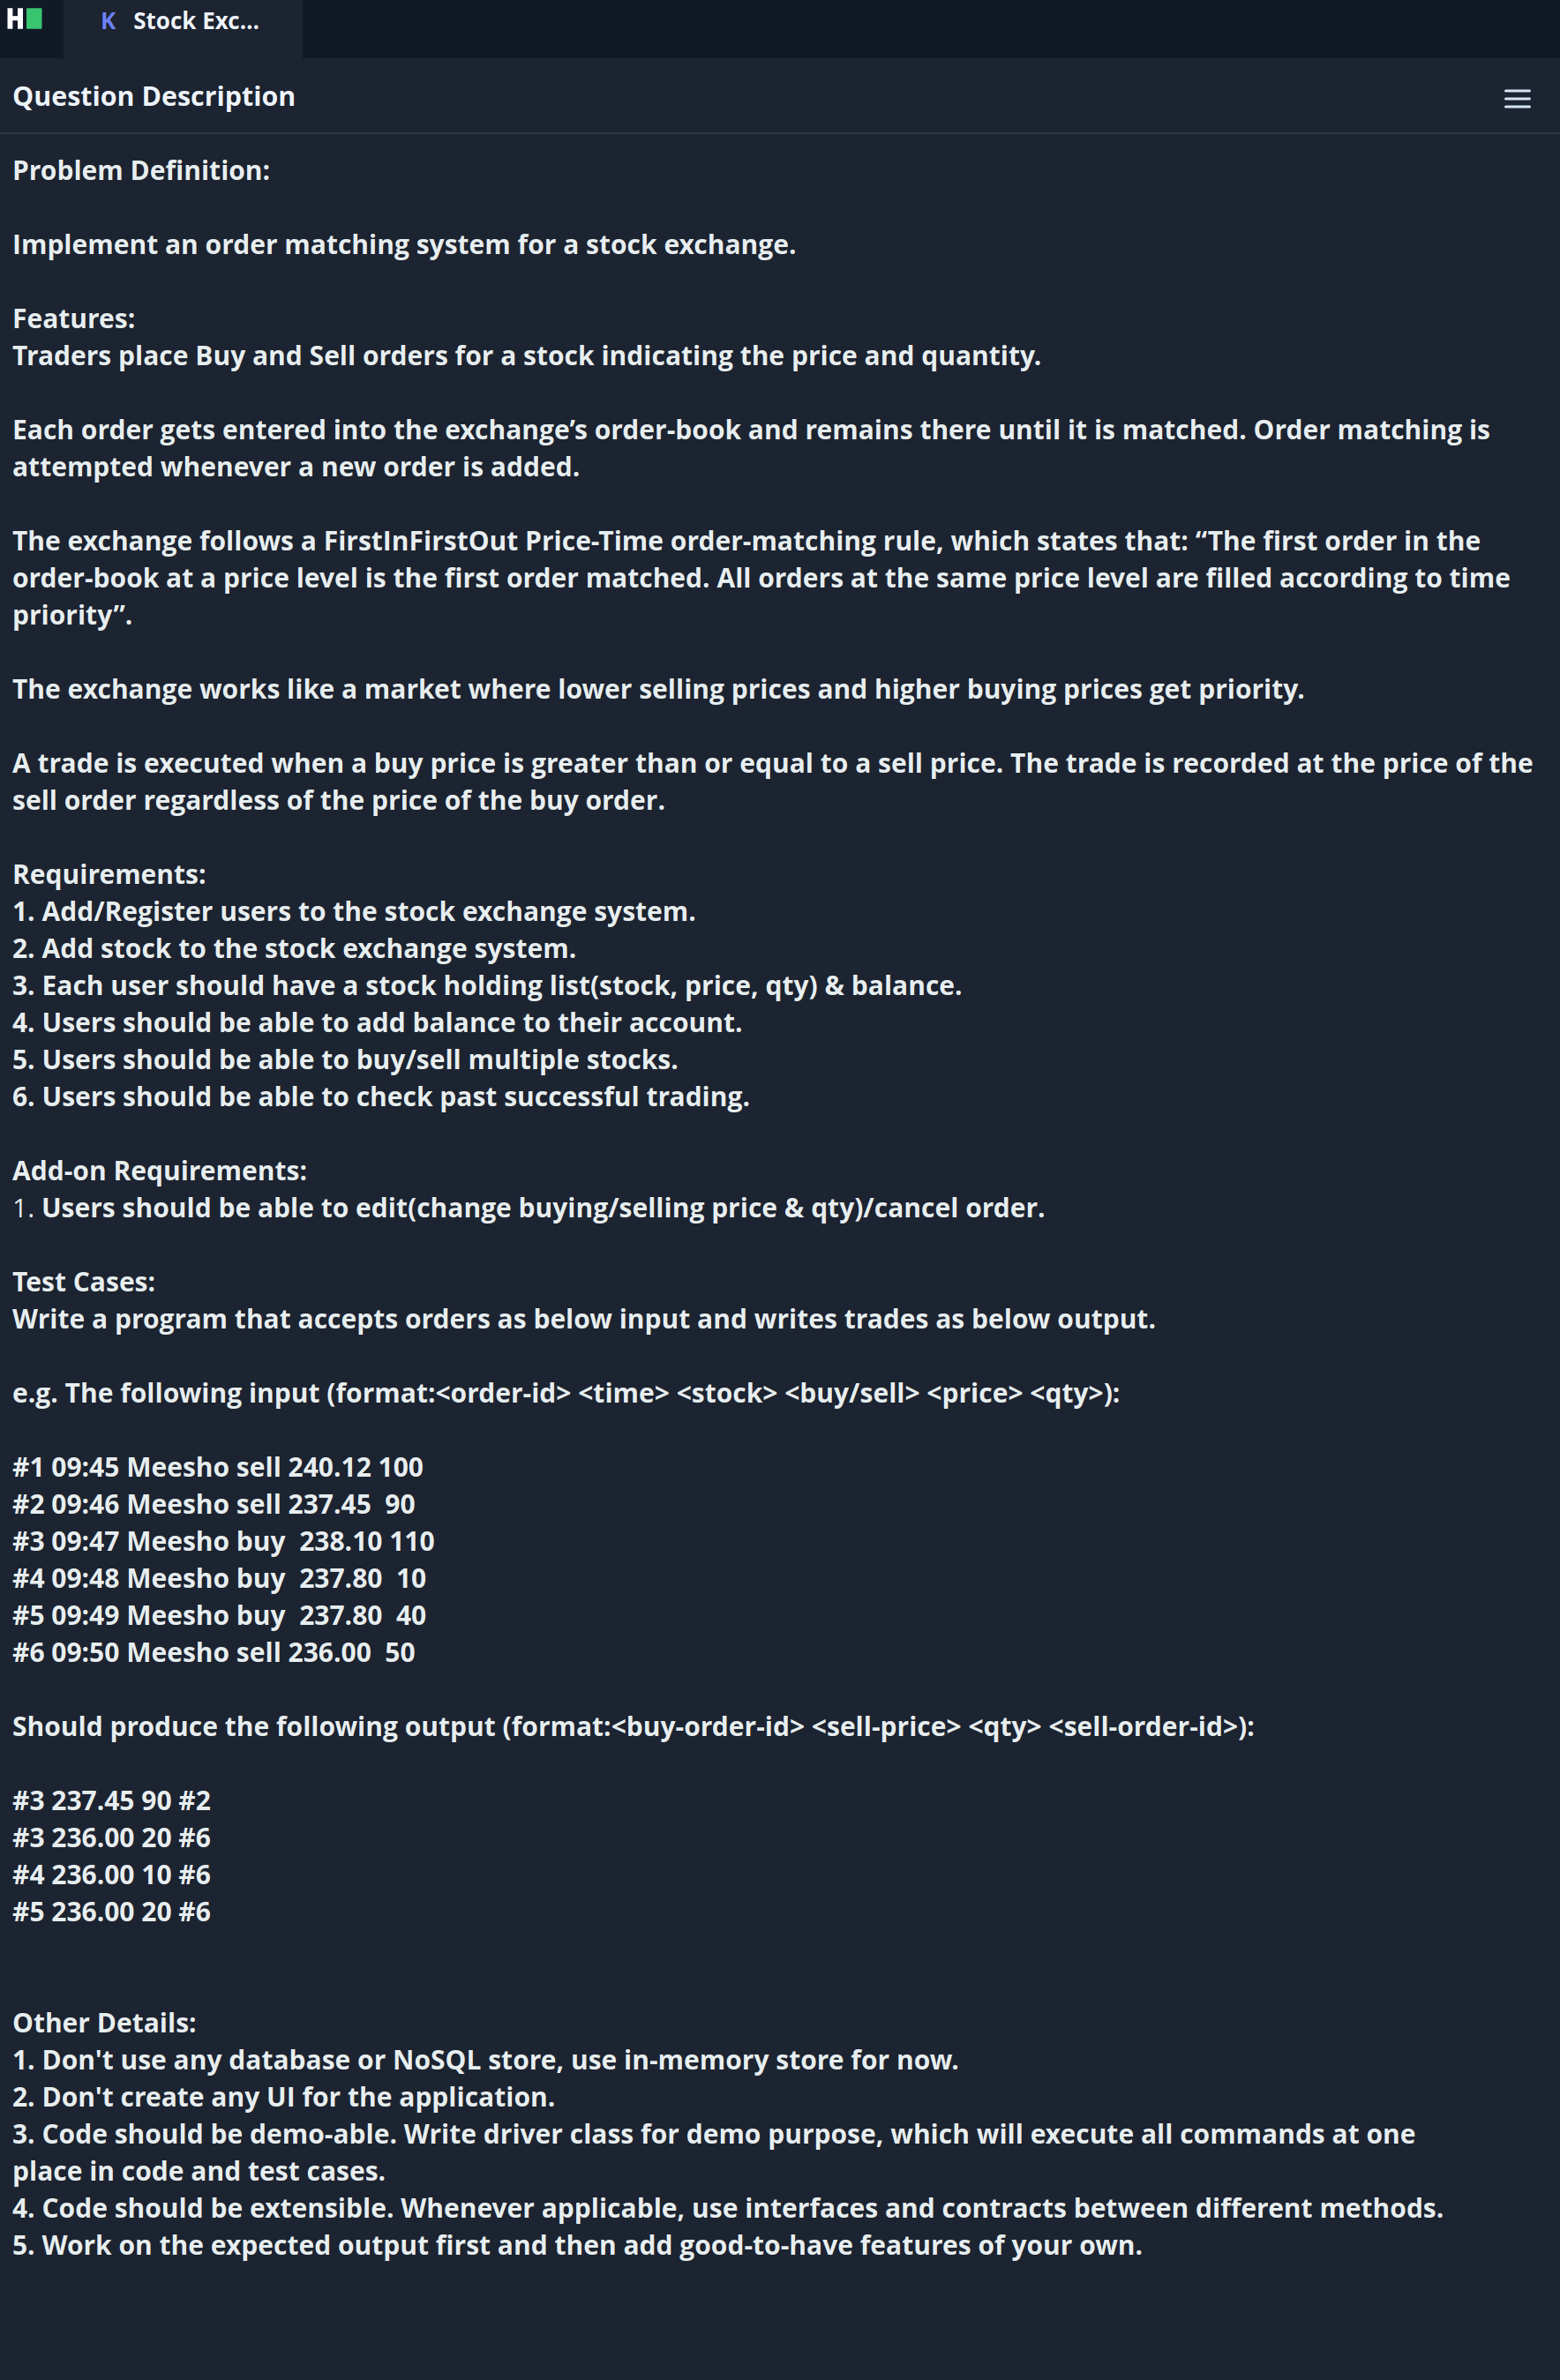 H
K Stock Exc...
Question Description
Problem Definition:
Implement an order matching system for a stock exchange.
Features:
Traders place Buy and Sell orders for a stock indicating the price and quantity.
Each order gets entered into the exchange’s order-book and remains there until it is matched. Order matching is
attempted whenever a new order is added.
The exchange follows a FirstInFirstOut Price-Time order-matching rule, which states that: “The first order in the
order-book at a price level is the first order matched. All orders at the same price level are filled according to time
priority”.
The exchange works like a market where lower selling prices and higher buying prices get priority.
A trade is executed when a buy price is greater than or equal to a sell price. The trade is recorded at the price of the
sell order regardless of the price of the buy order.
Requirements:
1. Add/Register users to the stock exchange system.
2. Add stock to the stock exchange system.
3. Each user should have a stock holding list(stock, price, qty) & balance.
4. Users should be able to add balance to their account.
5. Users should be able to buy/sell multiple stocks.
6. Users should be able to check past successful trading.
Add-on Requirements:
1. Users should be able to edit(change buying/selling price & qty)/cancel order.
Test Cases:
Write a program that accepts orders as below input and writes trades as below output.
e.g. The following input (format:<order-id> <time> <stock> <buy/sell> <price> <qty>):
#1 09:45 Meesho sell 240.12 100
#2 09:46 Meesho sell 237.45  90
#3 09:47 Meesho buy  238.10 110
#4 09:48 Meesho buy  237.80  10
#5 09:49 Meesho buy  237.80  40
#6 09:50 Meesho sell 236.00  50
Should produce the following output (format:<buy-order-id> <sell-price> <qty> <sell-order-id>):
#3 237.45 90 #2
#3 236.00 20 #6
#4 236.00 10 #6
#5 236.00 20 #6
Other Details:
1. Don't use any database or NoSQL store, use in-memory store for now.
2. Don't create any UI for the application.
3. Code should be demo-able. Write driver class for demo purpose, which will execute all commands at one
place in code and test cases.
4. Code should be extensible. Whenever applicable, use interfaces and contracts between different methods.
5. Work on the expected output first and then add good-to-have features of your own.